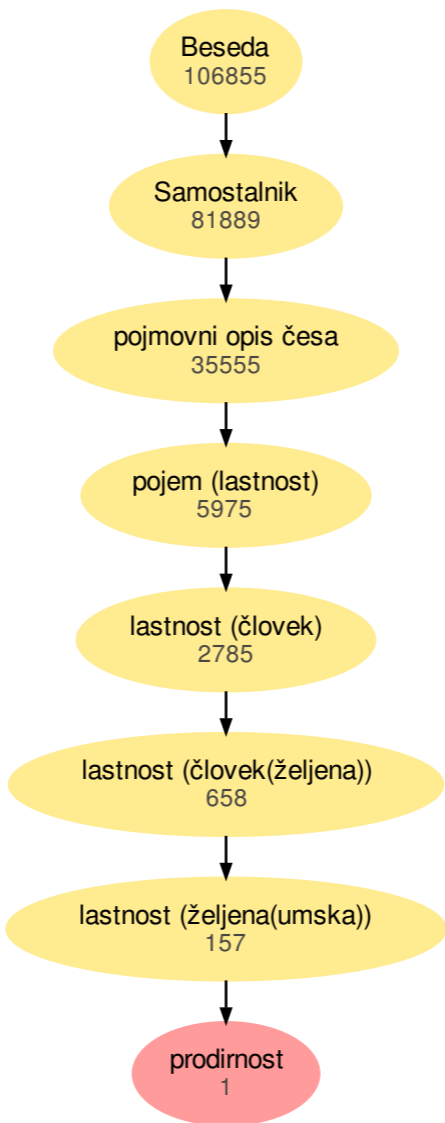 Beseda
106855
Samostalnik
81889
pojmovni opis česa
35555
pojem (lastnost)
5975
lastnost (človek)
2785
lastnost (človek(željena))
658
lastnost (željena(umska))
157
prodirnost
1